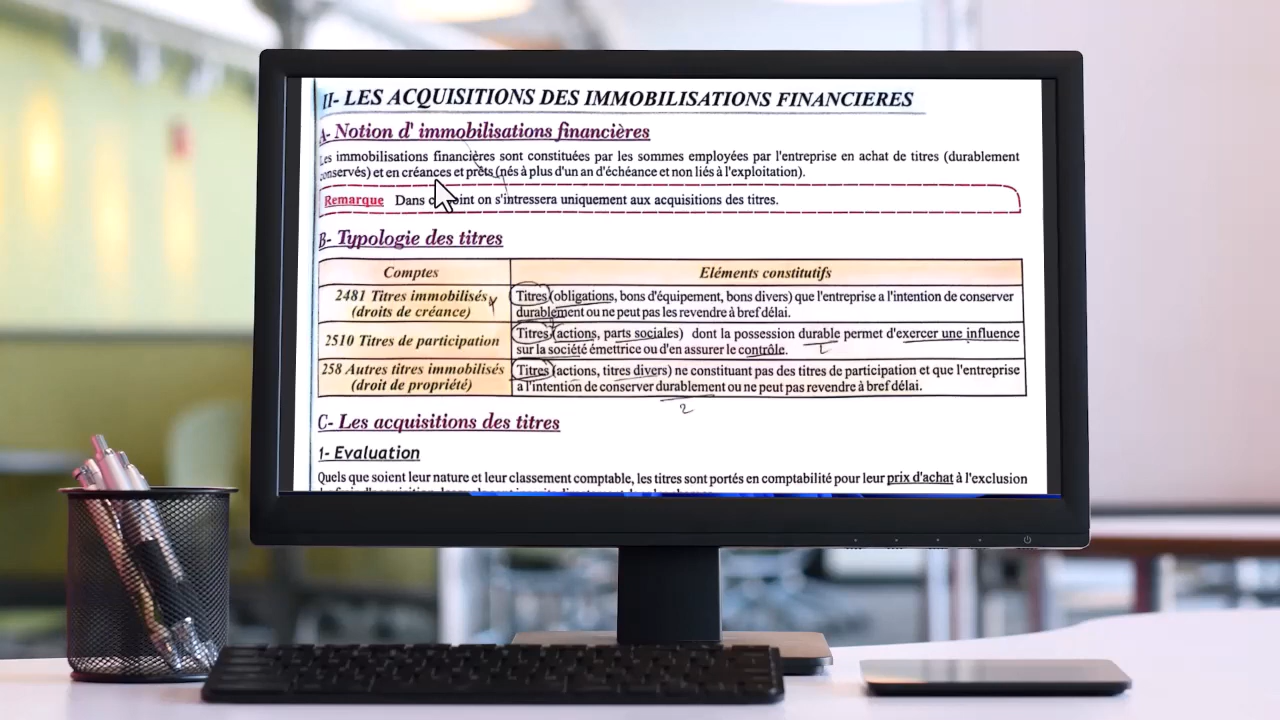 II- LES ACQUISITIONS DES IMMOBILISATIONS FINANCIERES
A- Notion d' immobilisations financières
Les immobilisations financières sont constituées par les sommes employées par l'entreprise en achat de titres (durablement
conservés) et en créances et prêts (nés à plus d'un an d'échéance et non liés à l'exploitation).
Remarque Dans on s'intressera uniquement aux acquisitions des titres.
B- Typologie des titres
Comptes Eléments constitutifs
2481 Titres immobilisés
(droits de créance)
Titres (obligations, bons d'équipement, bons divers) que l'entreprise a l'intention de conserver
durablement ou ne peut pas les revendre à bref délai.
2510 Titres de participation
Titres (actions, parts sociales) dont la possession durable permet d'exercer une influence
sur la société émettrice ou d'en assurer le contrôle.
258 Autres titres immobilisés
(droit de propriété)
Titres (actions, titres divers) ne constituant pas des titres de participation et que l'entreprise
a l'intention de conserver durablement ou ne peut pas revendre à bref délai.
2
C- Les acquisitions des titres
1- Evaluation
Quels que soient leur nature et leur classement comptable, les titres sont portés en comptabilité pour leur prix d'achat à l'exclusion